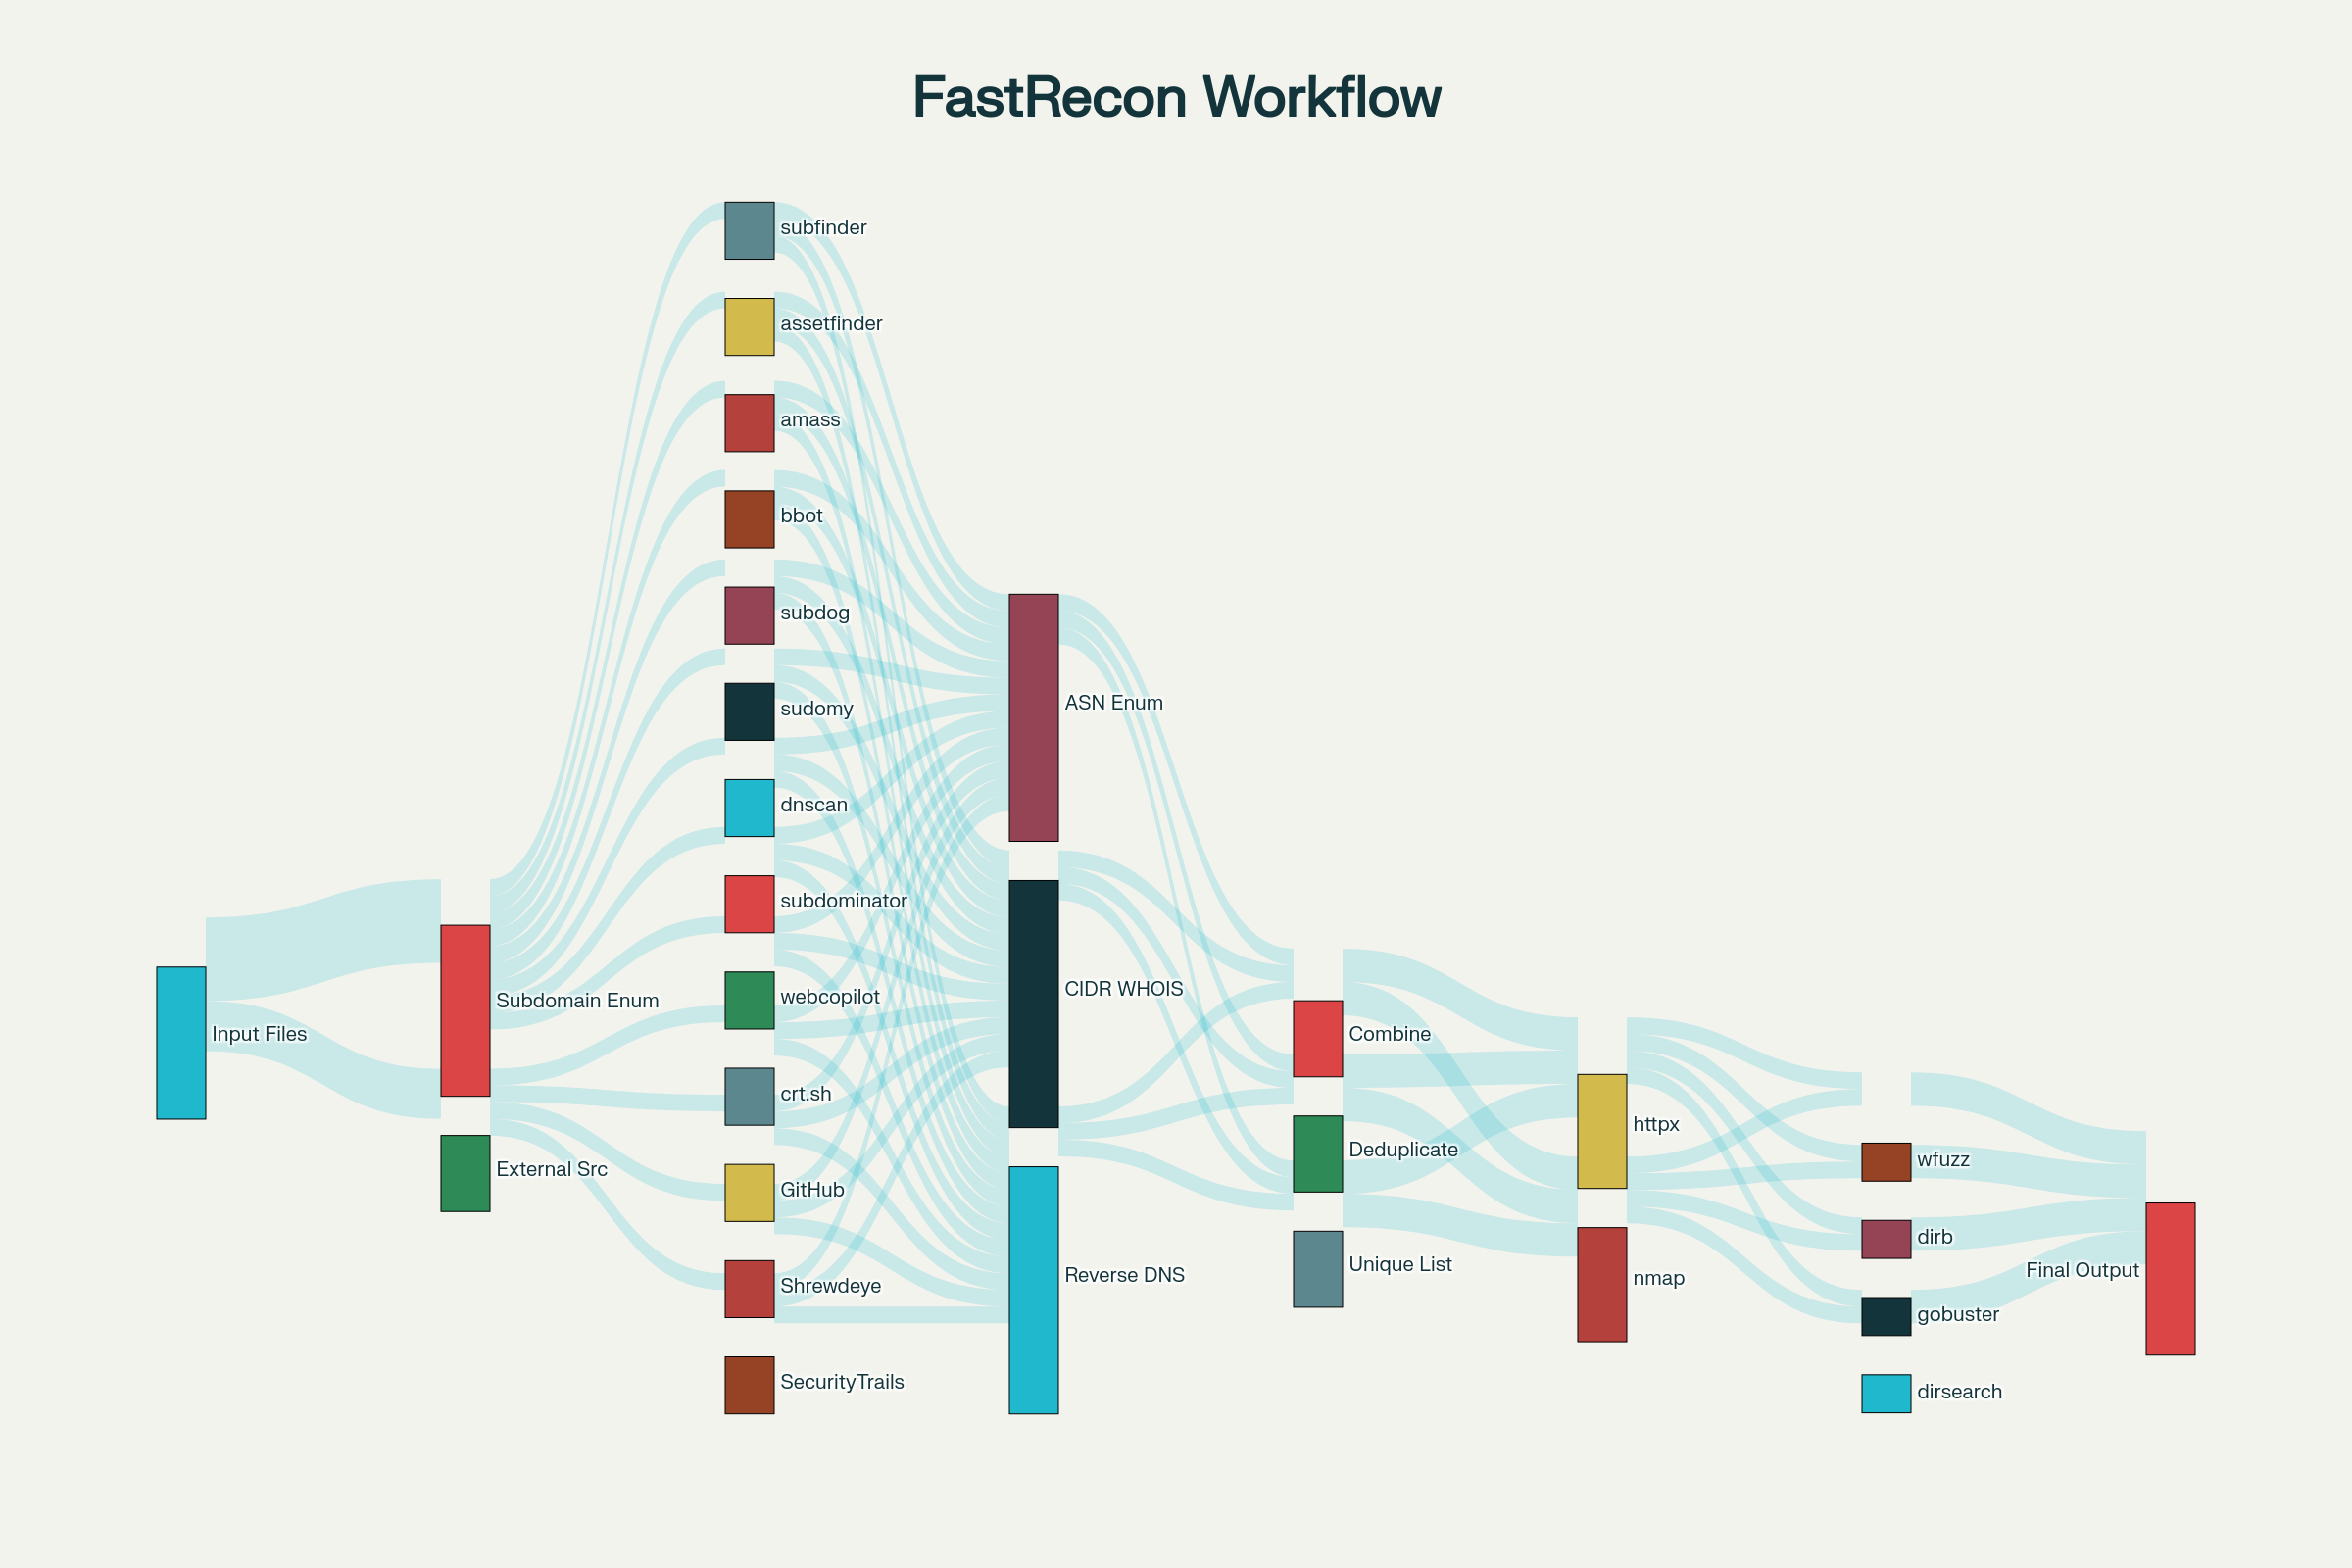 FastRecon Workflow
Input Files
Subdomain Enum
External Src
subfinder
assetfinder
amass
bbot
subdog
sudomy
dnscan
subdominator
webcopilot
crt.sh
GitHub
Shrewdeye
SecurityTrails
ASN Enum
CIDR WHOIS
Reverse DNS
Combine
Deduplicate
Unique List
httpx
nmap
wfuzz
dirb
gobuster
dirsearch
Final Output